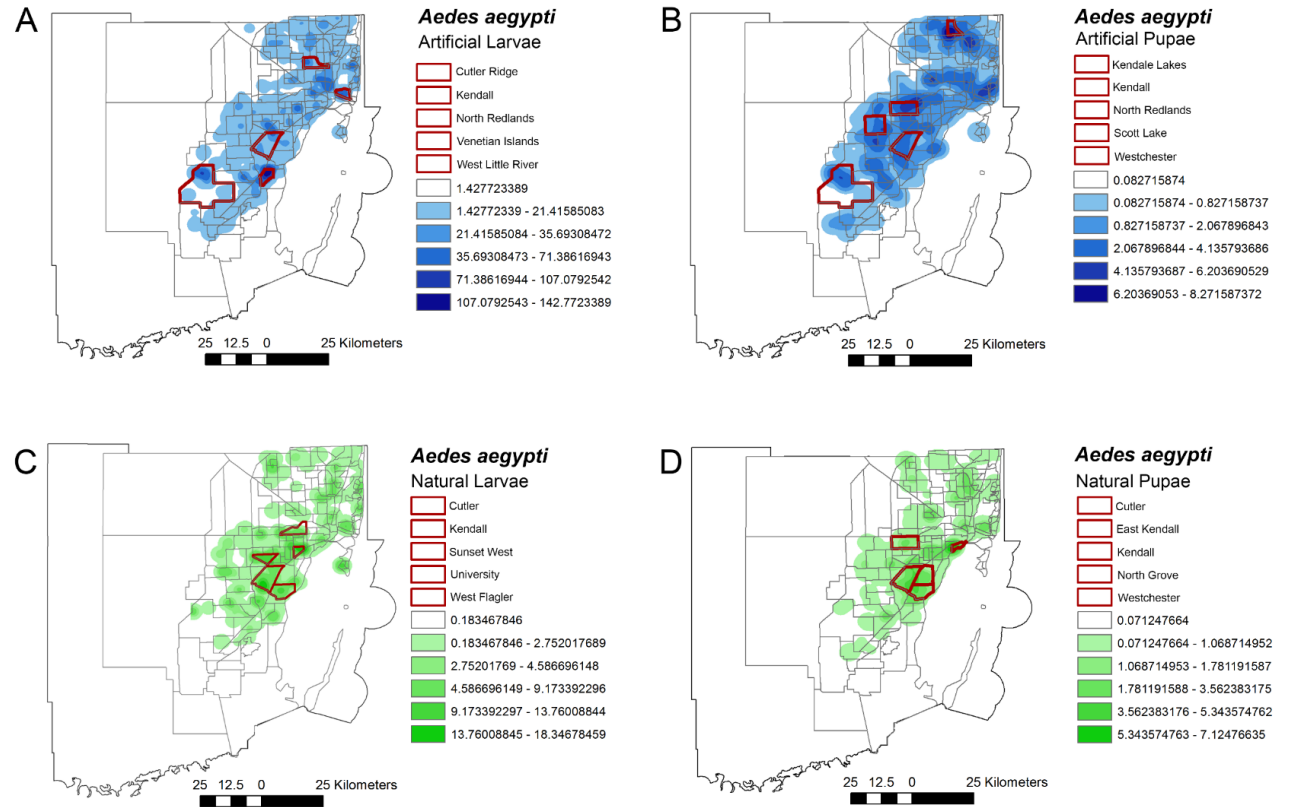 A
Aedes aegypti
Artificial Larvae
Cutler Ridge
Kendall
North Redlands
Venetian Islands
West Little River
1.427723389
1.42772339 - 21.41585083
21.41585084 - 35.69308472
35.69308473 - 71.38616943
71.38616944 - 107.0792542
107.0792543 - 142.7723389
25 12.5 0 25 Kilometers
B
Aedes aegypti
Artificial Pupae
Kendale Lakes
Kendall
North Redlands
Scott Lake
Westchester
0.082715874
0.082715874 - 0.827158737
0.827158737 - 2.067896843
2.067896844 - 4.135793686
4.135793687 - 6.203690529
6.20369053 - 8.271587372
25 12.5 0 25 Kilometers
C
Aedes aegypti
Natural Larvae
Cutler
Kendall
Sunset West
University
West Flagler
0.183467846
0.183467846 - 2.752017689
2.75201769 - 4.586696148
4.586696149 - 9.173392296
9.173392297 - 13.76008844
13.76008845 - 18.34678459
25 12.5 0 25 Kilometers
D
Aedes aegypti
Natural Pupae
Cutler
East Kendall
Kendall
North Grove
Westchester
0.071247664
0.071247664 - 1.068714952
1.068714953 - 1.781191587
1.781191588 - 3.562383175
3.562383176 - 5.343574762
5.343574763 - 7.12476635
25 12.5 0 25 Kilometers